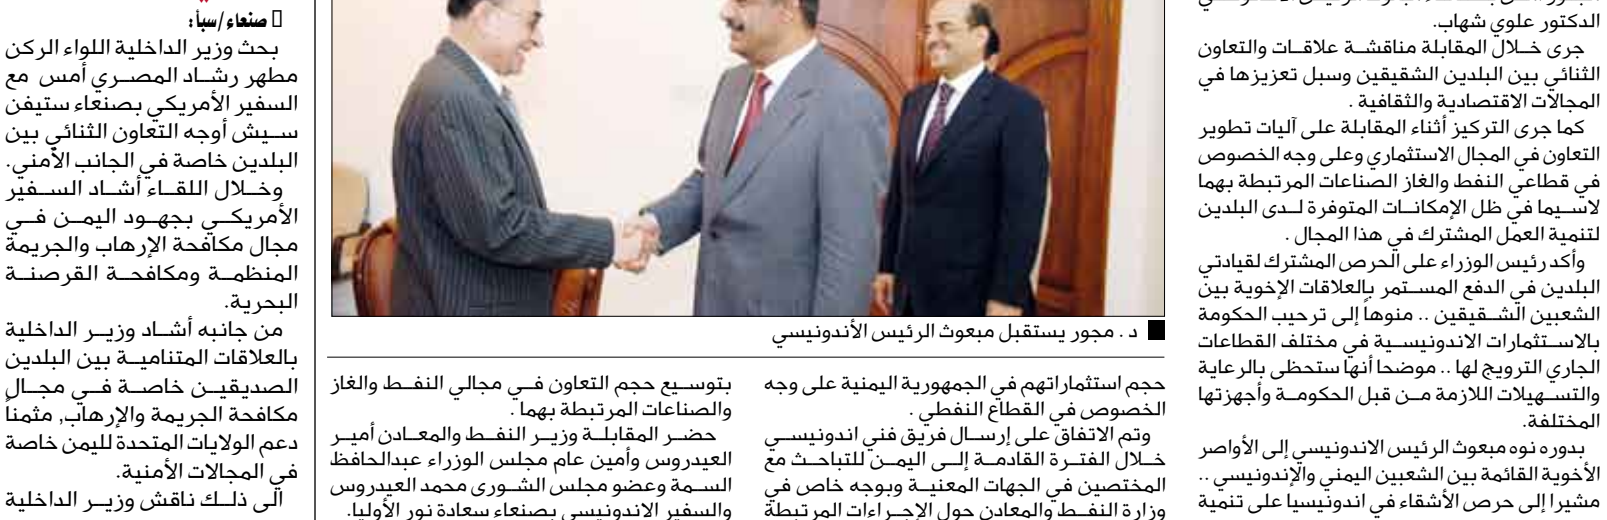 الدكتور علوي شهاب.
جرى خلال المقابلة مناقشة علاقات والتعاون
الثنائي بين البلدين الشقيقين وسبل تعزيزها في
المجالات الاقتصادية والثقافية .
كما جرى التركيز أثناء المقابلة على آليات تطوير
التعاون في المجال الاستثماري وعلى وجه الخصوص
في قطاعي النفط والغاز الصناعات المرتبطة بهما
لاسيما في ظل الإمكانات المتوفرة لدى البلدين
لتنمية العمل المشترك في هذا المجال .
وأكد رئيس الوزراء على الحرص المشترك لقيادتي
البلدين في الدفع المستمر بالعلاقات الإخوية بين
الشعبين الشقيقين .. منوهاً إلى ترحيب الحكومة
بالاستثمارات الاندونيسية في مختلف القطاعات
الجاري الترويج لها .. موضحا أنها ستحظى بالرعاية
والتسهيلات اللازمة من قبل الحكومة وأجهزتها
المختلفة.
بدوره نوه مبعوث الرئيس الاندونيسي إلى الأواصر
الأخوية القائمة بين الشعبين اليمني والإندونيسي ..
مشيرا إلى حرص الأشقاء في اندونيسيا على تنمية
د . مجور يستقبل مبعوث الرئيس الأندونيسي
حجم استثماراتهم في الجمهورية اليمنية على وجه
الخصوص في القطاع النفطي .
وتم الاتفاق على إرسال فريق فني اندونيسي
خلال الفترة القادمة إلى اليمن للتباحث مع
المختصين في الجهات المعنية وبوجه خاص في
وزارة النفط والمعادن حول الإجراءات المرتبطة
بتوسيع حجم التعاون في مجالي النفط والغاز
والصناعات المرتبطة بهما .
حضر المقابلة وزير النفط والمعادن أمير
العيدروس وأمين عام مجلس الوزراء عبدالحافظ
السمة وعضو مجلس الشورى محمد العيدروس
والسفير الاندونيسي بصنعاء سعادة نور الأوليا.
صنعاء/سبأ:
بحث وزير الداخلية اللواء الركن
مطهر رشاد المصري أمس مع
السفير الأمريكي بصنعاء ستيفن
سيش أوجه التعاون الثنائي بين
البلدين خاصة في الجانب الأمني.
وخلال اللقاء أشاد السفير
الأمريكي بجهود اليمن في
مجال مكافحة الإرهاب والجريمة
المنظمة ومكافحة القرصنة
البحرية.
من جانبه أشاد وزير الداخلية
بالعلاقات المتنامية بين البلدين
الصديقين خاصة في مجال
مكافحة الجريمة والإرهاب, مثمناً
دعم الولايات المتحدة لليمن خاصة
في المجالات الأمنية.
الى ذلك ناقش وزير الداخلية